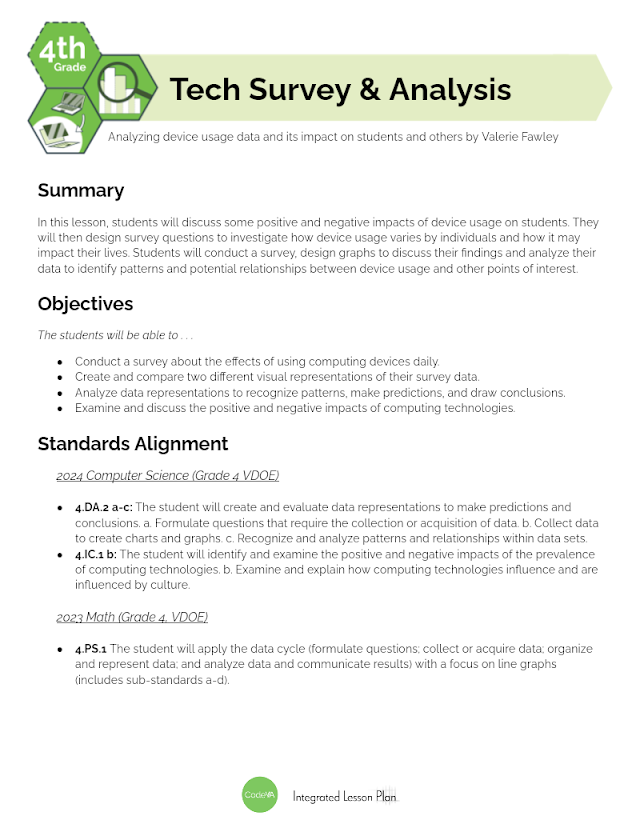 4th
Grade
Tech Survey & Analysis
Analyzing device usage data and its impact on students and others by Valerie Fawley
Summary
In this lesson, students will discuss some positive and negative impacts of device usage on students. They
will then design survey questions to investigate how device usage varies by individuals and how it may
impact their lives. Students will conduct a survey, design graphs to discuss their findings and analyze their
data to identify patterns and potential relationships between device usage and other points of interest.
Objectives
The students will be able to . . .
● Conduct a survey about the effects of using computing devices daily.
● Create and compare two different visual representations of their survey data.
● Analyze data representations to recognize patterns, make predictions, and draw conclusions.
● Examine and discuss the positive and negative impacts of computing technologies.
Standards Alignment
2024 Computer Science (Grade 4 VDOE)
● 4.DA.2 a-c: The student will create and evaluate data representations to make predictions and
conclusions. a. Formulate questions that require the collection or acquisition of data. b. Collect data
to create charts and graphs. c. Recognize and analyze patterns and relationships within data sets.
● 4.IC.1 b: The student will identify and examine the positive and negative impacts of the prevalence
of computing technologies. b. Examine and explain how computing technologies influence and are
influenced by culture.
2023 Math (Grade 4, VDOE)
● 4.PS.1 The student will apply the data cycle (formulate questions; collect or acquire data; organize
and represent data; and analyze data and communicate results) with a focus on line graphs
(includes sub-standards a-d).
CodeVA Integrated Lesson Plan